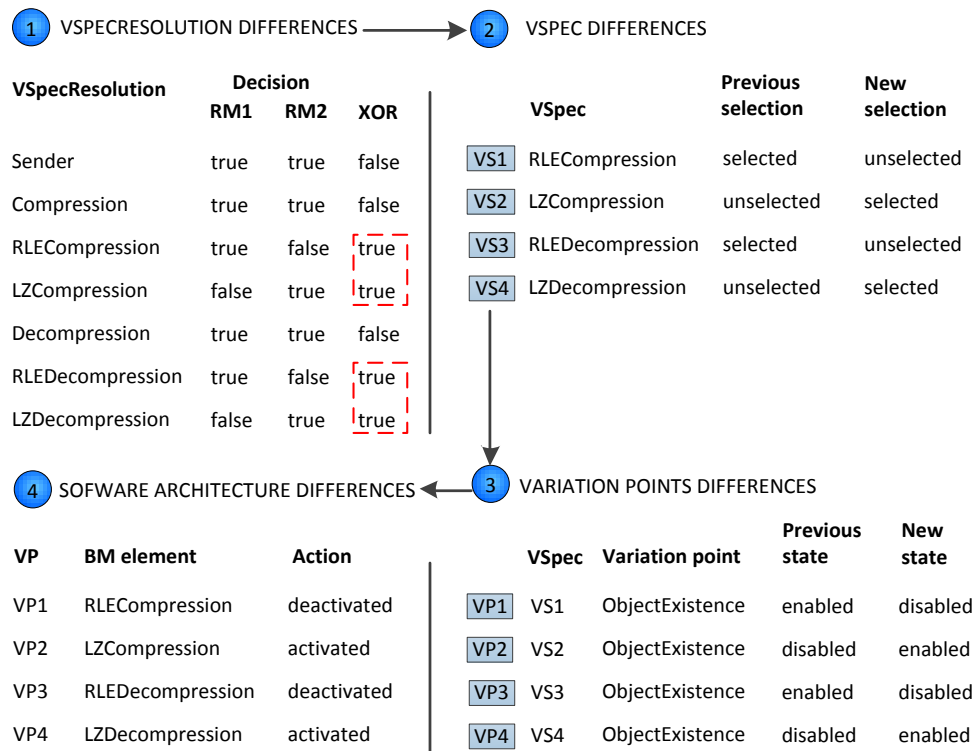 1 VSPECRESOLUTION DIFFERENCES
VSpecResolution Decision
RM1 RM2 XOR
Sender true true false
Compression true true false
RLECompression true false true
LZCompression false true true
Decompression true true false
RLEDecompression true false true
LZDecompression false true true
2 VSPEC DIFFERENCES
VSpec Previous selection New selection
VS1 RLECompression selected unselected
VS2 LZCompression unselected selected
VS3 RLEDecompression selected unselected
VS4 LZDecompression unselected selected
3 VARIATION POINTS DIFFERENCES
VSpec Variation point Previous state New state
VP1 VS1 ObjectExistence enabled disabled
VP2 VS2 ObjectExistence disabled enabled
VP3 VS3 ObjectExistence enabled disabled
VP4 VS4 ObjectExistence disabled enabled
4 SOFWARE ARCHITECTURE DIFFERENCES
VP BM element Action
VP1 RLECompression deactivated
VP2 LZCompression activated
VP3 RLEDecompression deactivated
VP4 LZDecompression activated